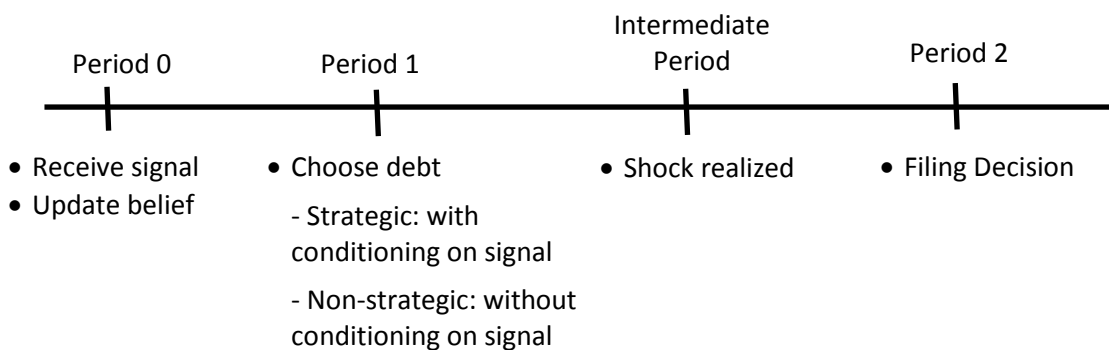 Period 0
Period 1
Intermediate
Period
Period 2
• Receive signal
• Update belief
• Choose debt
- Strategic: with
conditioning on signal
- Non-strategic: without
conditioning on signal
• Shock realized
• Filing Decision